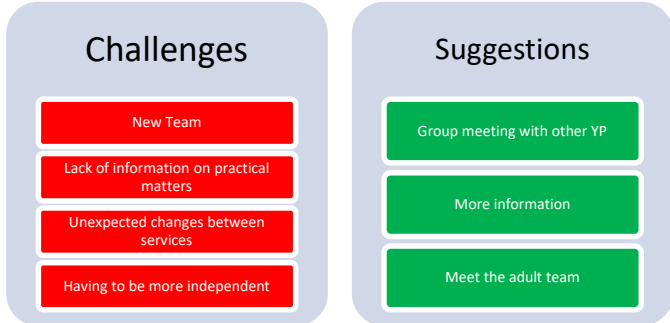 Challenges
New Team
Lack of information on practical
matters
Unexpected changes between
services
Having to be more independent
Suggestions
Group meeting with other YP
More information
Meet the adult team